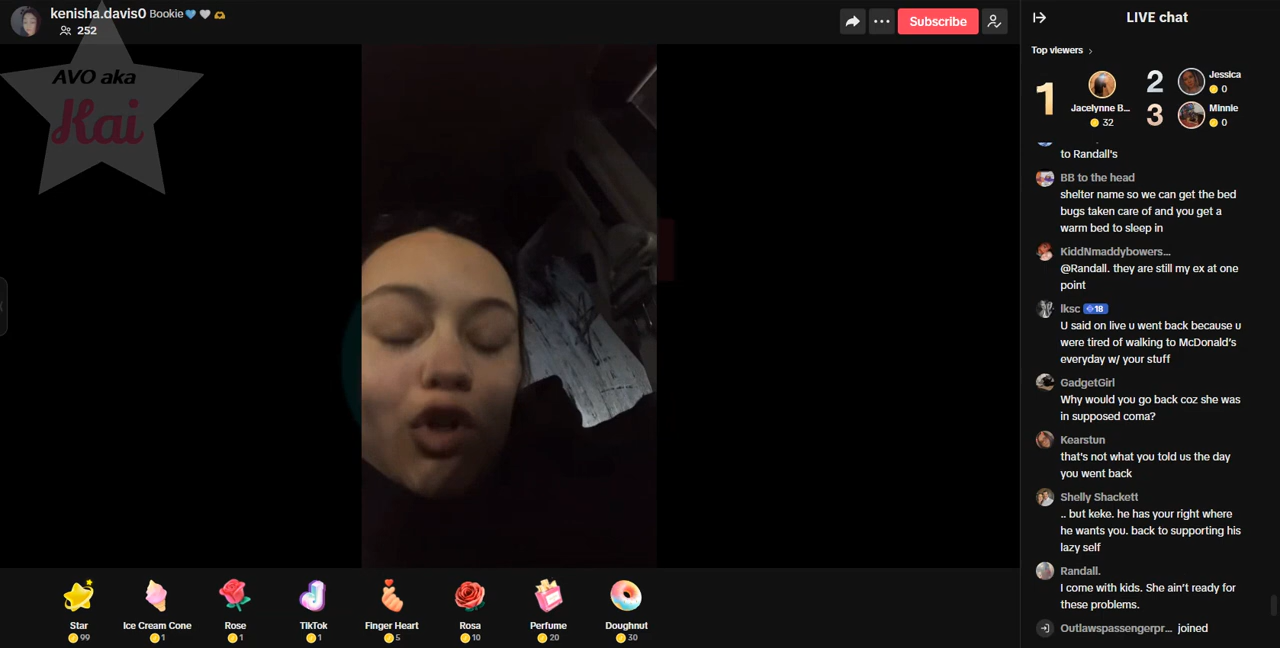 kenisha.davis0 Bookie
252
Subscribe
LIVE chat
Top viewers
AVO aka
Kai
1
Jacelynne B...
32
2
Jessica
0
3
Minnie
0
to Randall's
BB to the head
shelter name so we can get the bed
bugs taken care of and you get a
warm bed to sleep in
KiddNmaddybowers...
@Randall. they are still my ex at one
point
lksc 18
U said on live u went back because u
were tired of walking to McDonald's
everyday w/ your stuff
GadgetGirl
Why would you go back coz she was
in supposed coma?
Kearstun
that's not what you told us the day
you went back
Shelly Shackett
.. but keke. he has your right where
he wants you. back to supporting his
lazy self
Randall.
I come with kids. She ain't ready for
these problems.
Outlawspassengerpr... joined
Star
99
Ice Cream Cone
1
Rose
1
TikTok
1
Finger Heart
5
Rosa
10
Perfume
20
Doughnut
30